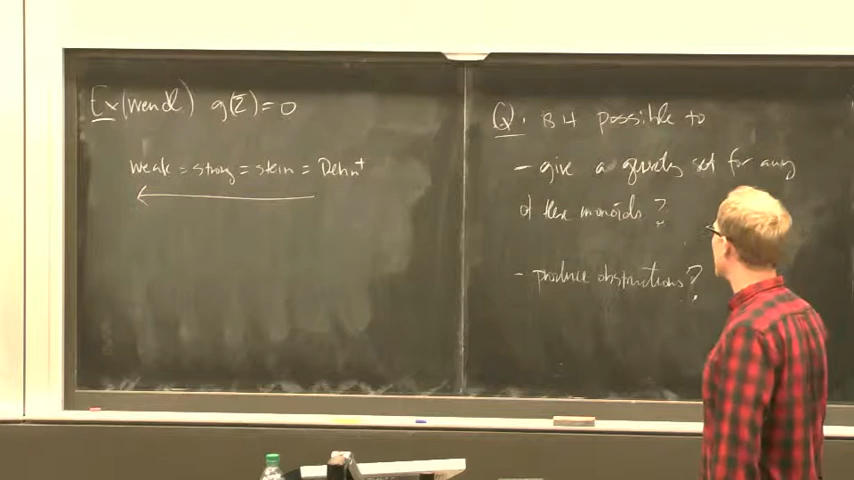 Ex (Wendl) g(Σ) = 0
weak = strong = stein = Dehn⁺
Q. Is it possible to
- give a generating set for any
of these monoids?
- produce obstructions?